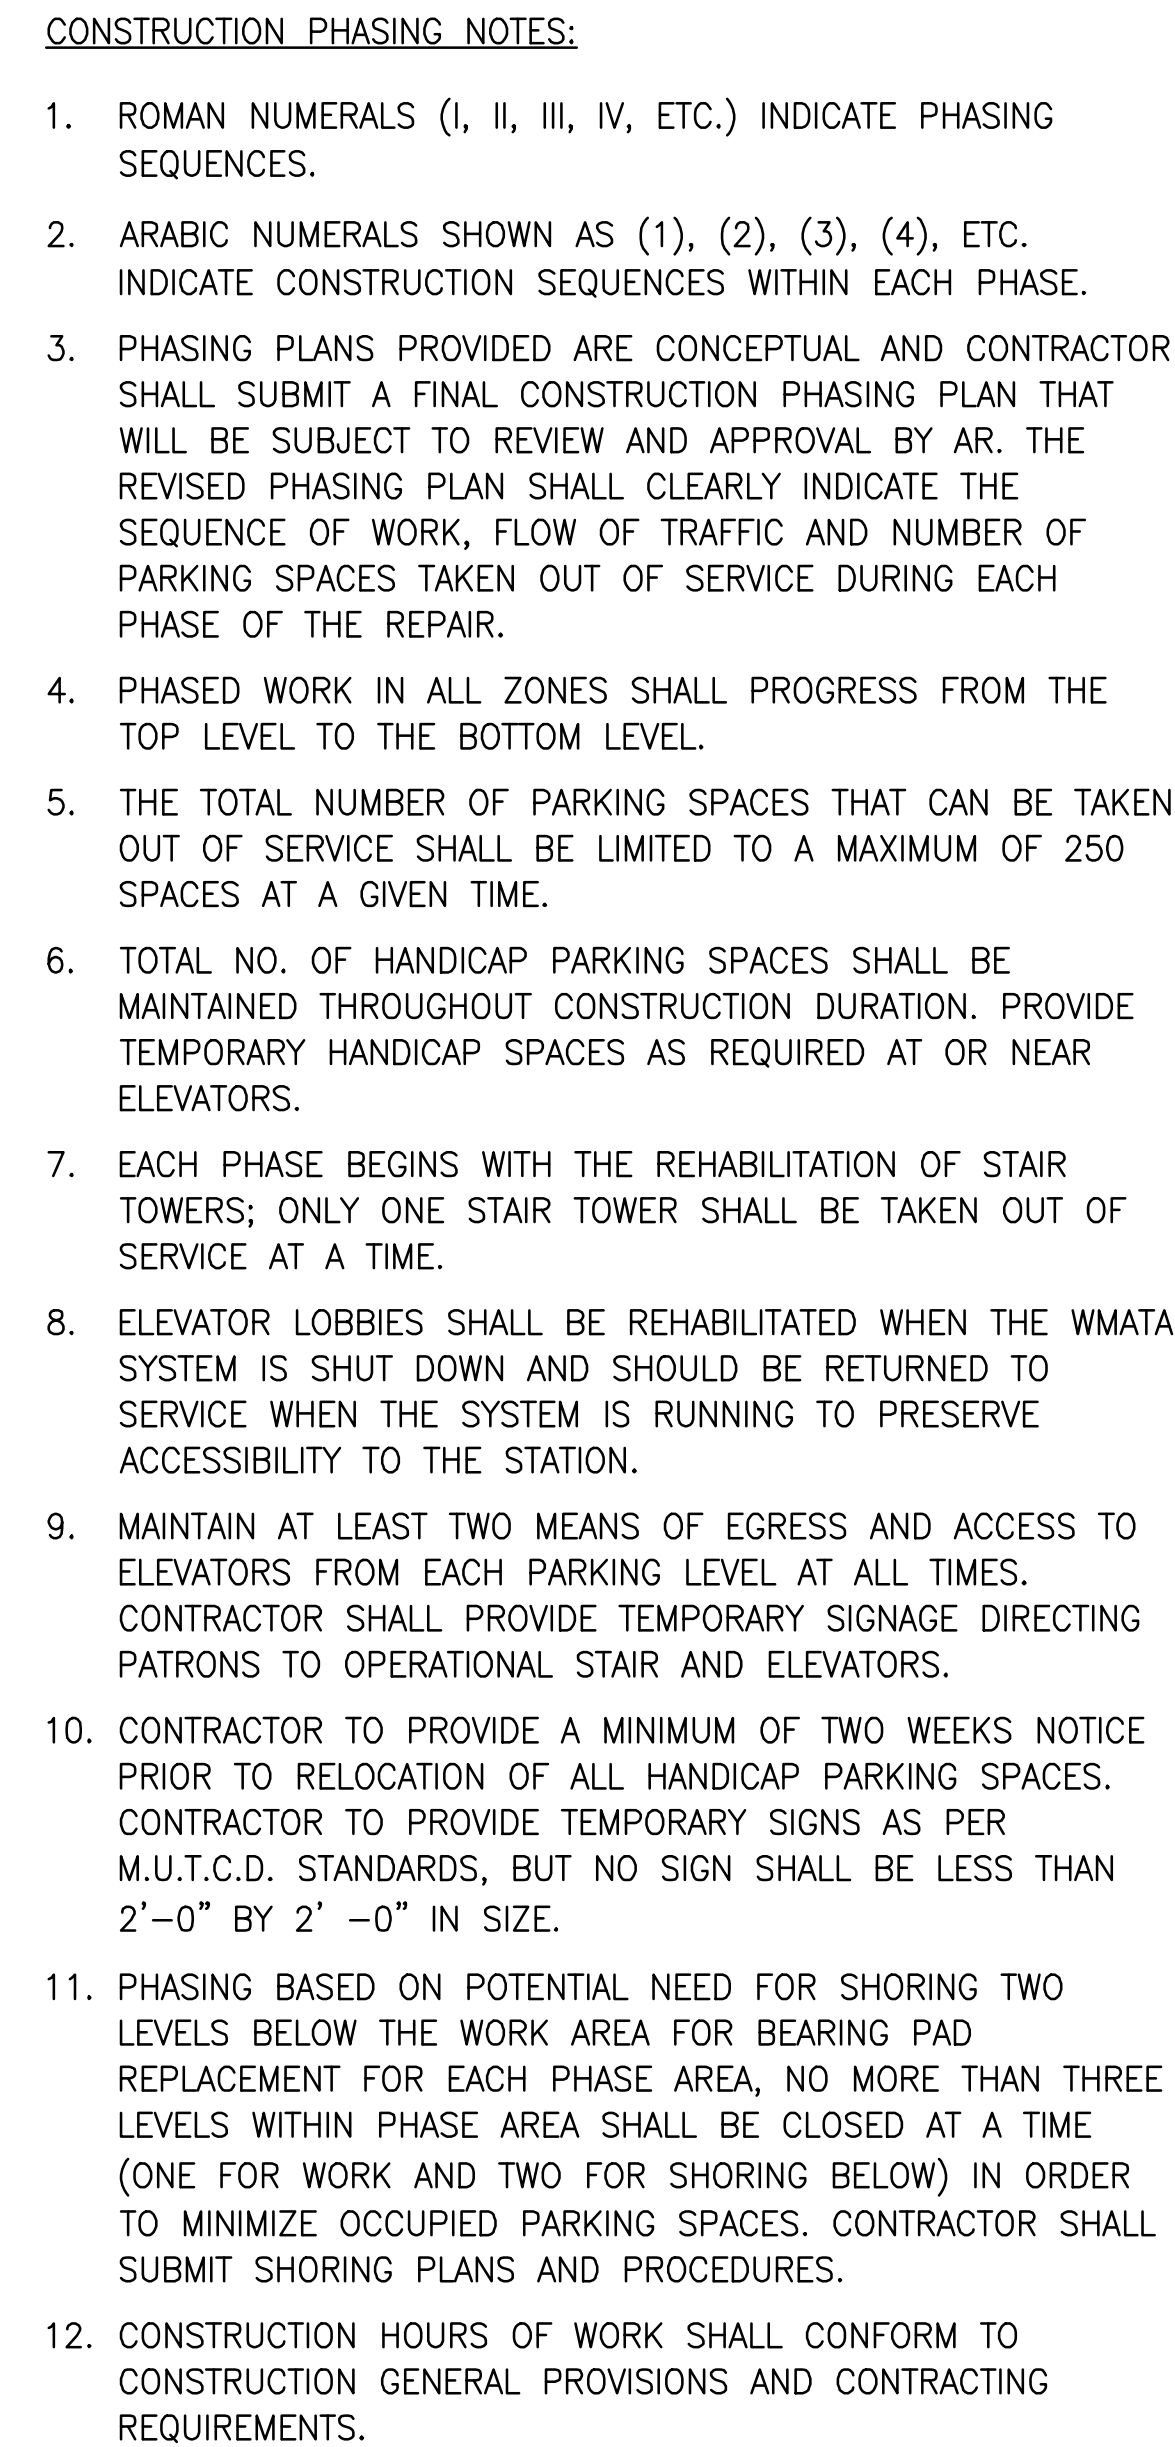 CONSTRUCTION PHASING NOTES:
1. ROMAN NUMERALS (I, II, III, IV, ETC.) INDICATE PHASING
SEQUENCES.
2. ARABIC NUMERALS SHOWN AS (1), (2), (3), (4), ETC.
INDICATE CONSTRUCTION SEQUENCES WITHIN EACH PHASE.
3. PHASING PLANS PROVIDED ARE CONCEPTUAL AND CONTRACTOR
SHALL SUBMIT A FINAL CONSTRUCTION PHASING PLAN THAT
WILL BE SUBJECT TO REVIEW AND APPROVAL BY AR. THE
REVISED PHASING PLAN SHALL CLEARLY INDICATE THE
SEQUENCE OF WORK, FLOW OF TRAFFIC AND NUMBER OF
PARKING SPACES TAKEN OUT OF SERVICE DURING EACH
PHASE OF THE REPAIR.
4. PHASED WORK IN ALL ZONES SHALL PROGRESS FROM THE
TOP LEVEL TO THE BOTTOM LEVEL.
5. THE TOTAL NUMBER OF PARKING SPACES THAT CAN BE TAKEN
OUT OF SERVICE SHALL BE LIMITED TO A MAXIMUM OF 250
SPACES AT A GIVEN TIME.
6. TOTAL NO. OF HANDICAP PARKING SPACES SHALL BE
MAINTAINED THROUGHOUT CONSTRUCTION DURATION. PROVIDE
TEMPORARY HANDICAP SPACES AS REQUIRED AT OR NEAR
ELEVATORS.
7. EACH PHASE BEGINS WITH THE REHABILITATION OF STAIR
TOWERS; ONLY ONE STAIR TOWER SHALL BE TAKEN OUT OF
SERVICE AT A TIME.
8. ELEVATOR LOBBIES SHALL BE REHABILITATED WHEN THE WMATA
SYSTEM IS SHUT DOWN AND SHOULD BE RETURNED TO
SERVICE WHEN THE SYSTEM IS RUNNING TO PRESERVE
ACCESSIBILITY TO THE STATION.
9. MAINTAIN AT LEAST TWO MEANS OF EGRESS AND ACCESS TO
ELEVATORS FROM EACH PARKING LEVEL AT ALL TIMES.
CONTRACTOR SHALL PROVIDE TEMPORARY SIGNAGE DIRECTING
PATRONS TO OPERATIONAL STAIR AND ELEVATORS.
10. CONTRACTOR TO PROVIDE A MINIMUM OF TWO WEEKS NOTICE
PRIOR TO RELOCATION OF ALL HANDICAP PARKING SPACES.
CONTRACTOR TO PROVIDE TEMPORARY SIGNS AS PER
M.U.T.C.D. STANDARDS, BUT NO SIGN SHALL BE LESS THAN
2'-0” BY 2' -0” IN SIZE.
11. PHASING BASED ON POTENTIAL NEED FOR SHORING TWO
LEVELS BELOW THE WORK AREA FOR BEARING PAD
REPLACEMENT FOR EACH PHASE AREA, NO MORE THAN THREE
LEVELS WITHIN PHASE AREA SHALL BE CLOSED AT A TIME
(ONE FOR WORK AND TWO FOR SHORING BELOW) IN ORDER
TO MINIMIZE OCCUPIED PARKING SPACES. CONTRACTOR SHALL
SUBMIT SHORING PLANS AND PROCEDURES.
12. CONSTRUCTION HOURS OF WORK SHALL CONFORM TO
CONSTRUCTION GENERAL PROVISIONS AND CONTRACTING
REQUIREMENTS.